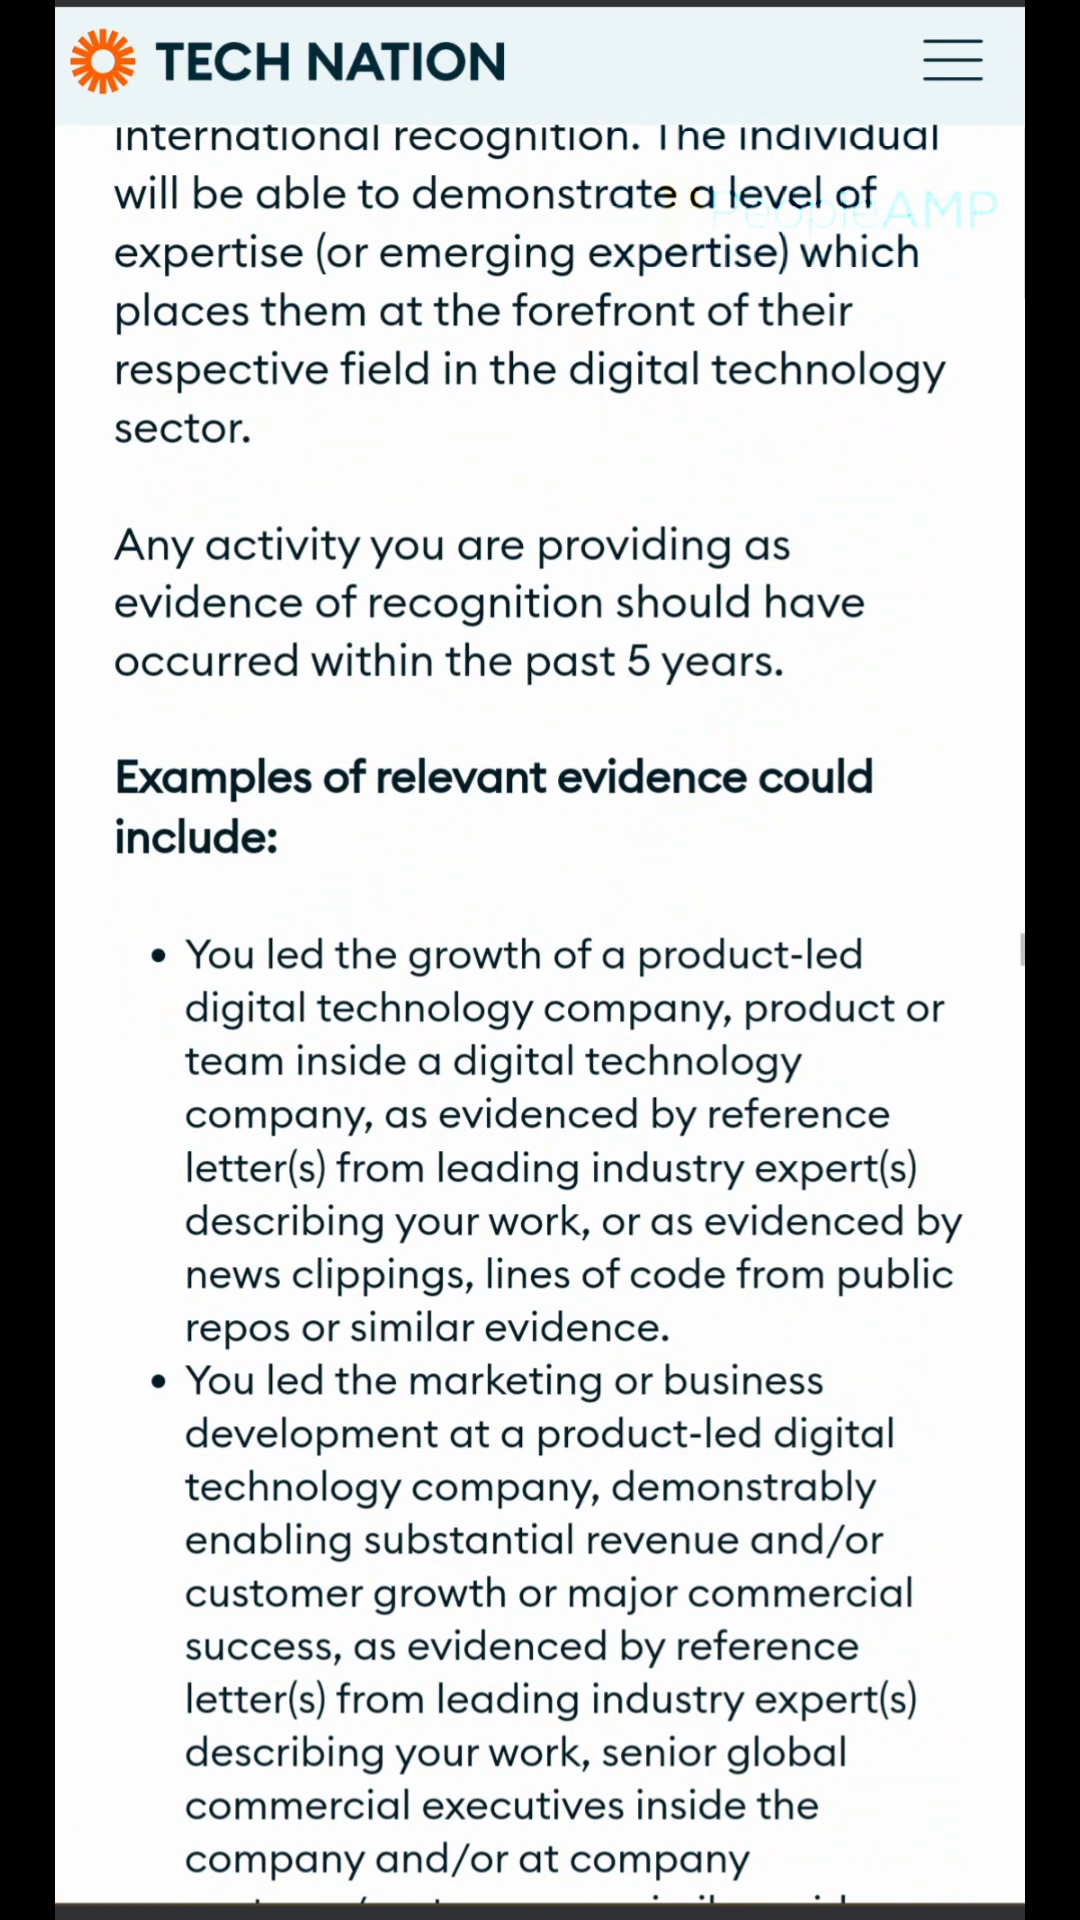 TECH NATION
international recognition. The individual
will be able to demonstrate a level of
PeopleAMP
expertise (or emerging expertise) which
places them at the forefront of their
respective field in the digital technology
sector.
Any activity you are providing as
evidence of recognition should have
occurred within the past 5 years.
Examples of relevant evidence could
include:
• You led the growth of a product-led
digital technology company, product or
team inside a digital technology
company, as evidenced by reference
letter(s) from leading industry expert(s)
describing your work, or as evidenced by
news clippings, lines of code from public
repos or similar evidence.
• You led the marketing or business
development at a product-led digital
technology company, demonstrably
enabling substantial revenue and/or
customer growth or major commercial
success, as evidenced by reference
letter(s) from leading industry expert(s)
describing your work, senior global
commercial executives inside the
company and/or at company